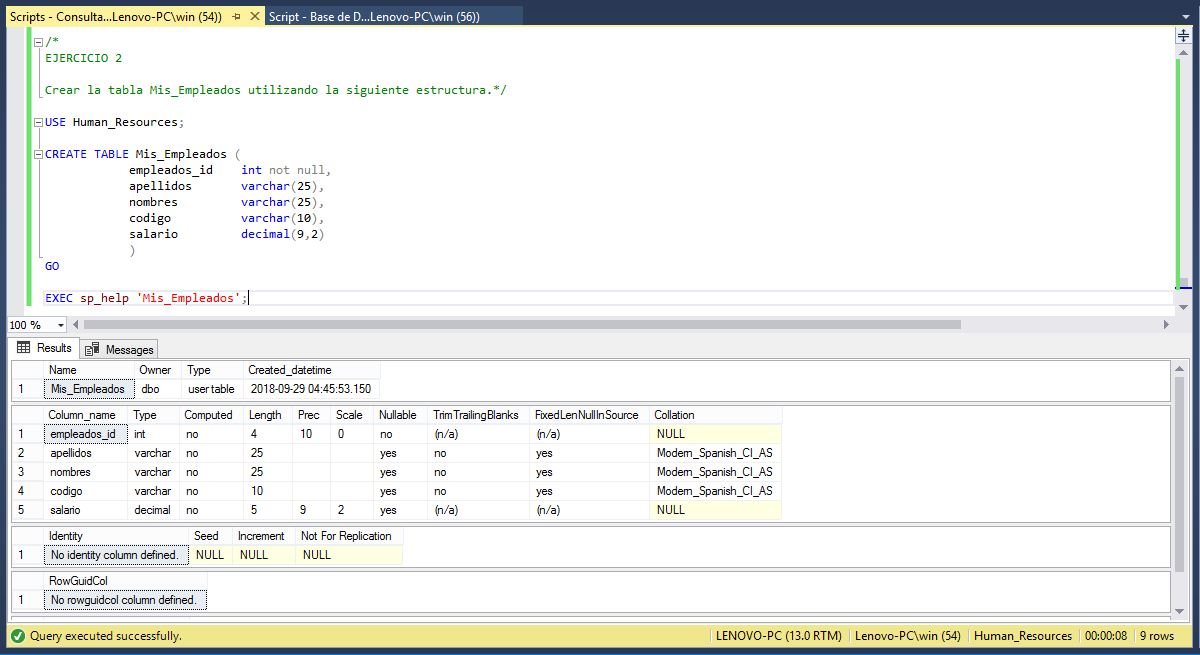 Scripts - Consulta...Lenovo-PC\win (54))
Script - Base de D...Lenovo-PC\win (56))
/*
EJERCICIO 2
Crear la tabla Mis_Empleados utilizando la siguiente estructura.*/
USE Human_Resources;
CREATE TABLE Mis_Empleados (
empleados_id int not null,
apellidos varchar(25),
nombres varchar(25),
codigo varchar(10),
salario decimal(9,2)
)
GO
EXEC sp_help 'Mis_Empleados';
100 %
Results Messages
Name Owner Type Created_datetime
1 Mis_Empleados dbo user table 2018-09-29 04:45:53.150
Column_name Type Computed Length Prec Scale Nullable TrimTrailingBlanks FixedLenNullInSource Collation
1 empleados_id int no 4 10 0 no (n/a) (n/a) NULL
2 apellidos varchar no 25 yes no yes Modern_Spanish_CI_AS
3 nombres varchar no 25 yes no yes Modern_Spanish_CI_AS
4 codigo varchar no 10 yes no yes Modern_Spanish_CI_AS
5 salario decimal no 5 9 2 yes (n/a) (n/a) NULL
Identity Seed Increment Not For Replication
1 No identity column defined. NULL NULL NULL
RowGuidCol
1 No rowguidcol column defined.
Query executed successfully. LENOVO-PC (13.0 RTM) Lenovo-PC\win (54) Human_Resources 00:00:08 9 rows